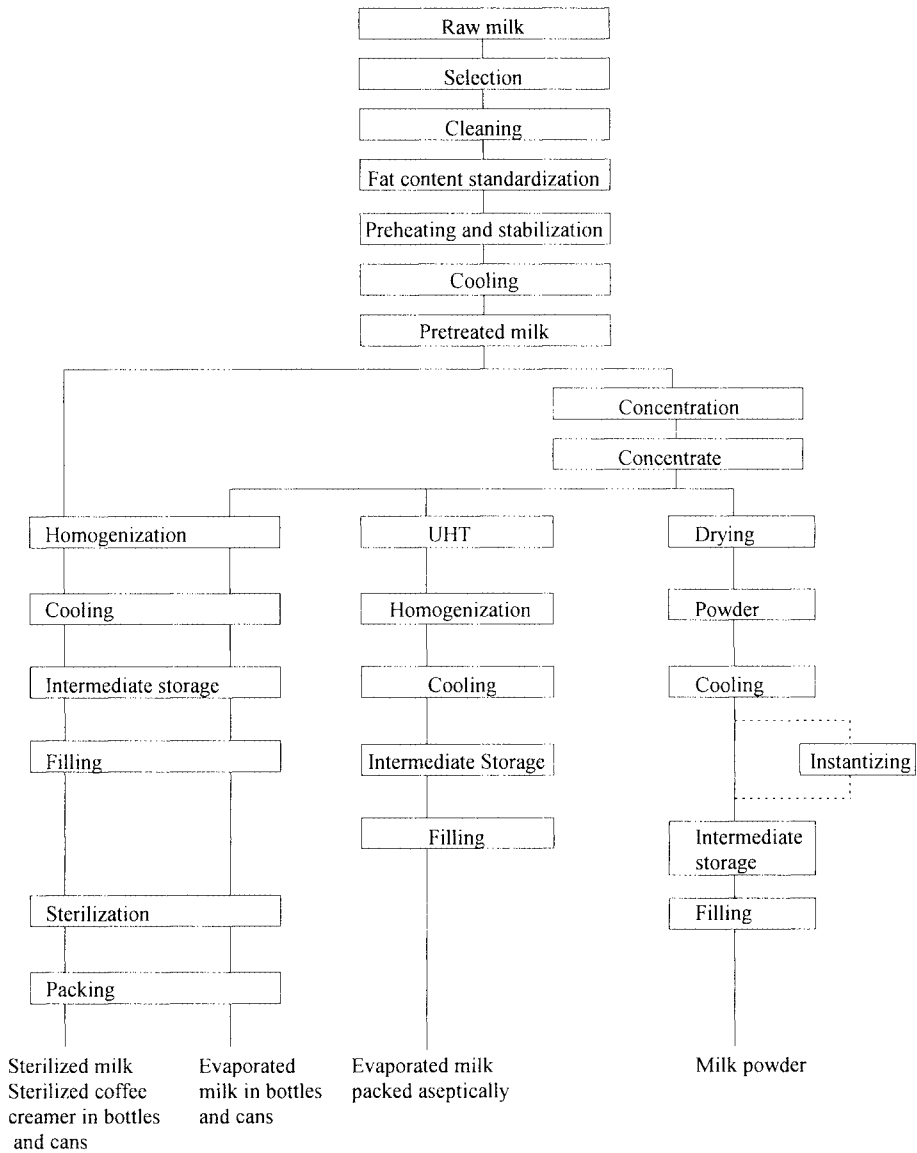 Raw milk
Selection
Cleaning
Fat content standardization
Preheating and stabilization
Cooling
Pretreated milk
Concentration
Concentrate
Homogenization
UHT
Drying
Cooling
Homogenization
Powder
Intermediate storage
Cooling
Cooling
Filling
Intermediate Storage
Instantizing
Filling
Intermediate
storage
Sterilization
Filling
Packing
Sterilized milk
Sterilized coffee
creamer in bottles
and cans
Evaporated
milk in bottles
and cans
Evaporated milk
packed aseptically
Milk powder